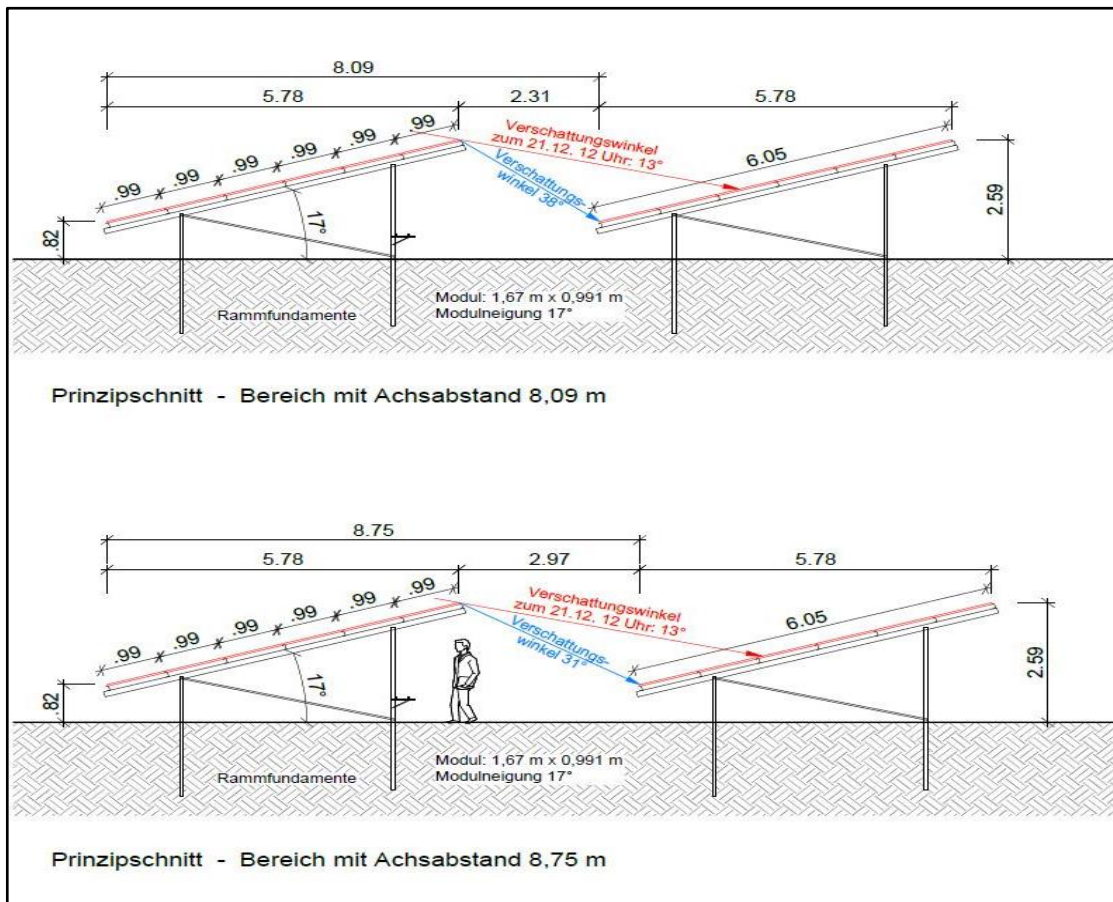 8.09
5.78
2.31
5.78
.99
.99
.99
.99
.99
.99
Verschattungswinkel
zum 21.12. 12 Uhr: 13°
Verschattungs-
winkel 38°
6.05
17°
.82
2.59
Rammfundamente
Modul: 1,67 m x 0,991 m
Modulneigung 17°
Prinzipschnitt - Bereich mit Achsabstand 8,09 m
8.75
5.78
2.97
5.78
.99
.99
.99
.99
.99
.99
Verschattungswinkel
zum 21.12. 12 Uhr: 13°
Verschattungs-
winkel 31°
6.05
17°
.82
2.59
Rammfundamente
Modul: 1,67 m x 0,991 m
Modulneigung 17°
Prinzipschnitt - Bereich mit Achsabstand 8,75 m